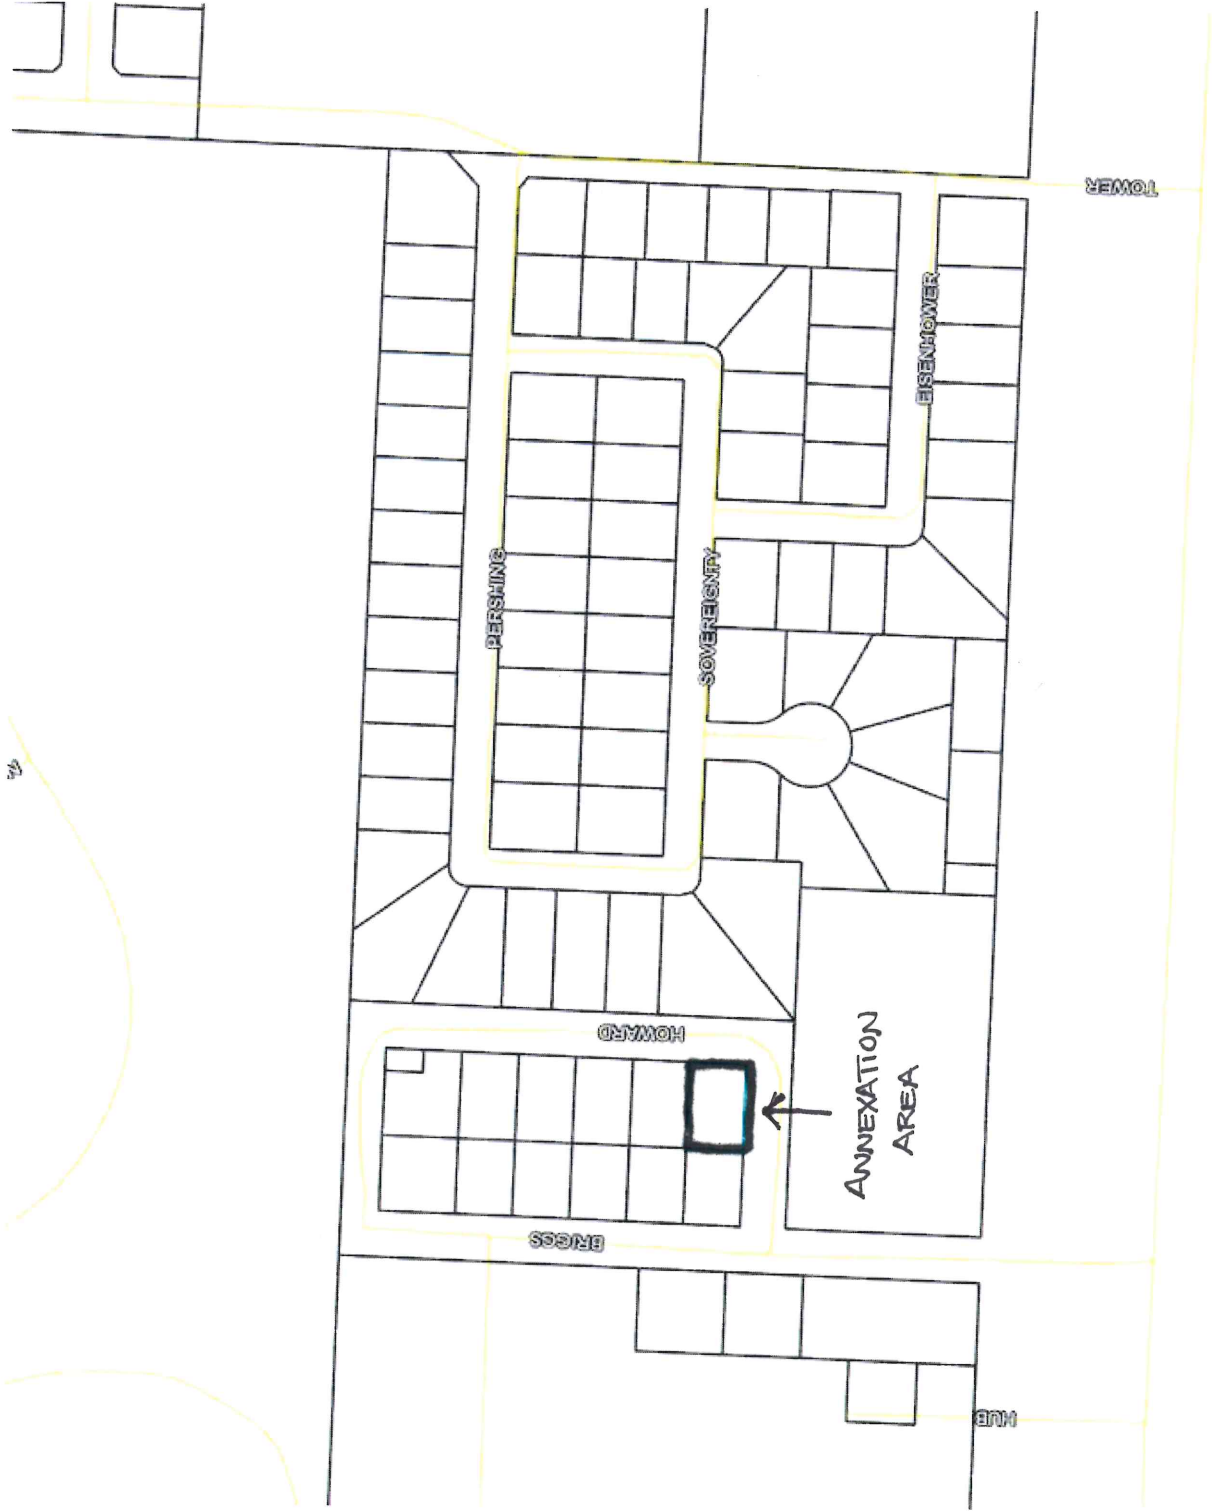 TOWER
EISENHOWER
PERSHING
SOVEREIGNTY
HOWARD
ANNEXATION
AREA
BRIGGS
HUB